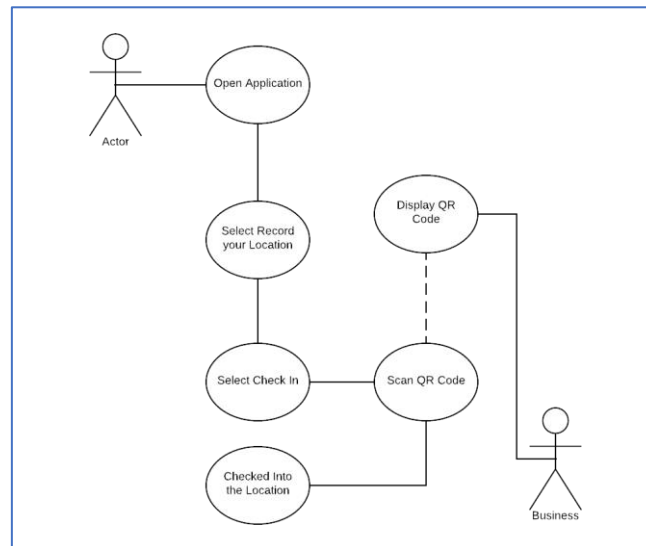 Open Application
Actor
Select Record
your Location
Display QR
Code
Select Check In
Scan QR Code
Checked Into
the Location
Business